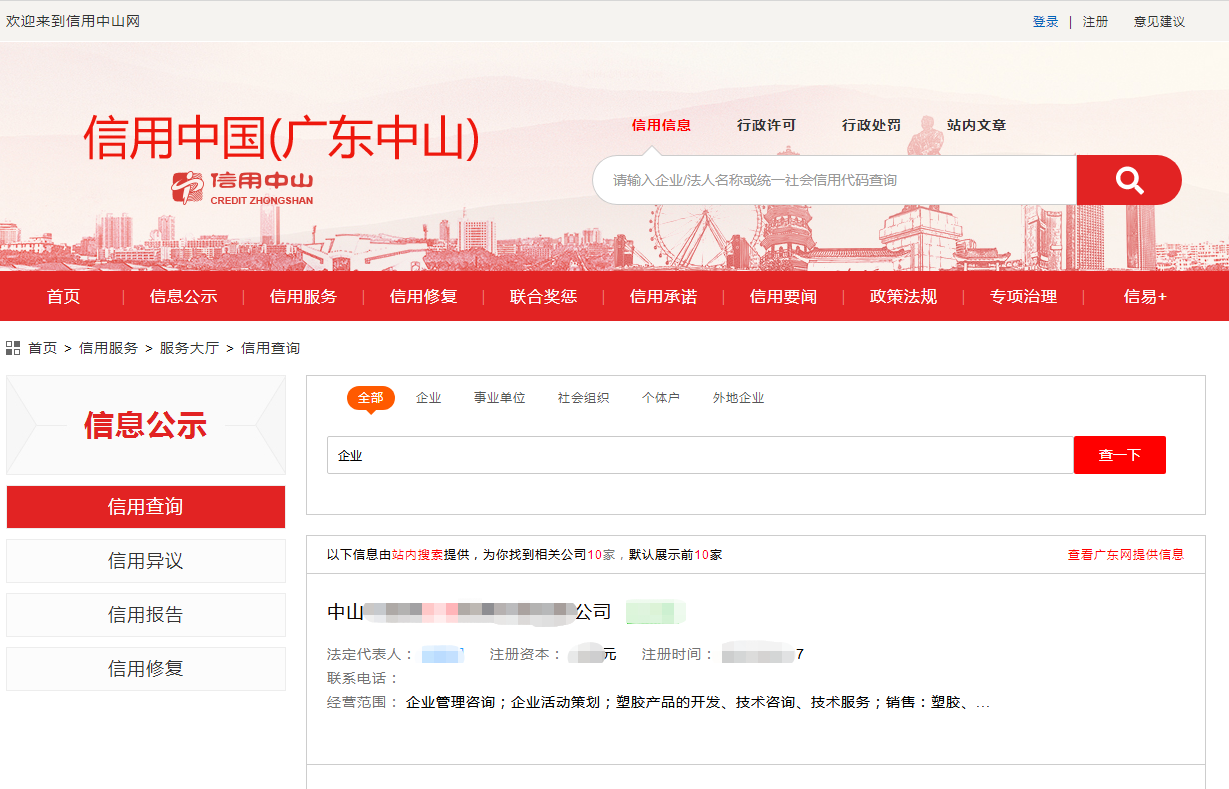 欢迎来到信用中山网 登录 | 注册 意见建议
信用中国(广东中山)
信用中山
CREDIT ZHONGSHAN
信用信息 行政许可 行政处罚 站内文章
请输入企业/法人名称或统一社会信用代码查询
首页 | 信息公示 | 信用服务 | 信用修复 | 联合奖惩 | 信用承诺 | 信用要闻 | 政策法规 | 专项治理 | 信易+
首页 > 信用服务 > 服务大厅 > 信用查询
信息公示
信用查询
信用异议
信用报告
信用修复
全部 企业 事业单位 社会组织 个体户 外地企业
企业 查一下
以下信息由站内搜索提供，为你找到相关公司10家，默认展示前10家 查看广东网提供信息
中山 公司
法定代表人： 注册资本： 元 注册时间： 7
联系电话：
经营范围： 企业管理咨询；企业活动策划；塑胶产品的开发、技术咨询、技术服务；销售：塑胶、...